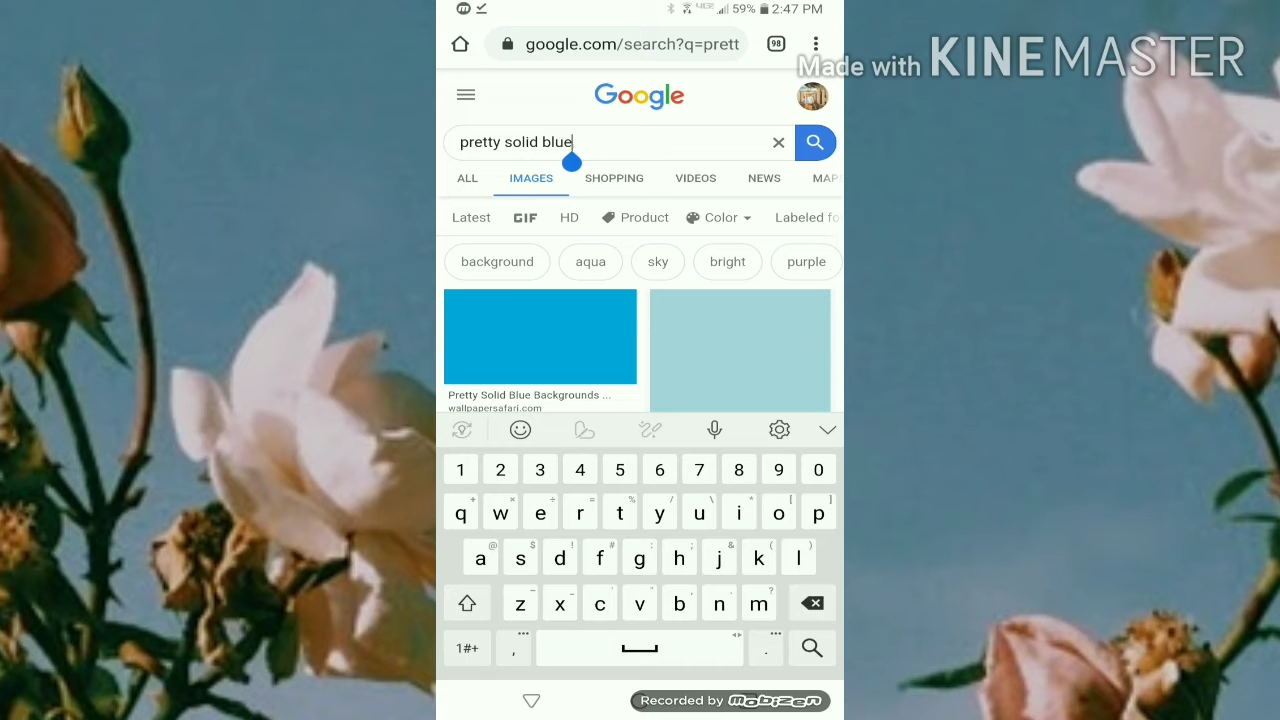 59% 2:47 PM
google.com/search?q=prett 98
Made with KINEMASTER
Google
pretty solid blue
ALL IMAGES SHOPPING VIDEOS NEWS
Latest GIF HD Product Color Labeled fo
background aqua sky bright purple
Pretty Solid Blue Backgrounds ...
wallpapersafari.com
1 2 3 4 5 6 7 8 9 0
q w e r t y u i o p
a s d f g h j k l
z x c v b n m
1#+ , .
Recorded by MOBIZEN